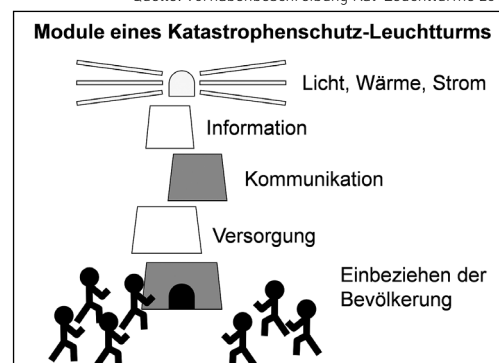 Module eines Katastrophenschutz-Leuchtturms
Licht, Wärme, Strom
Information
Kommunikation
Versorgung
Einbeziehen der
Bevölkerung